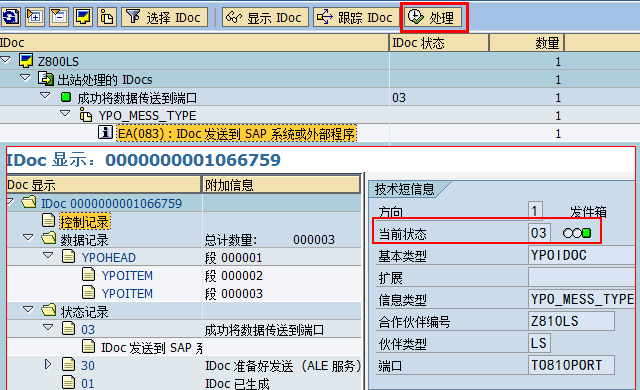 选择 IDoc 显示 IDoc 跟踪 IDoc 处理
IDoc IDoc 状态 数量
Z800LS 1
出站处理的 IDocs 1
成功将数据传送到端口 03 1
YPO_MESS_TYPE 1
EA(083) : IDoc 发送到 SAP 系统或外部程序 1
IDoc 显示: 0000000001066759
Doc 显示 附加信息
IDoc 0000000001066759
控制记录
数据记录 总计数量: 000003
YPOHEAD 段 000001
YPOITEM 段 000002
YPOITEM 段 000003
状态记录
03 成功将数据传送到端口
IDoc 发送到 SAP 系
30 IDoc 准备好发送 (ALE 服务)
01 IDoc 已生成
技术短信息
方向 1 发件箱
当前状态 03
基本类型 YPOIDOC
扩展
信息类型 YPO_MESS_TYPE
合作伙伴编号 Z810LS
伙伴类型 LS
端口 TO810PORT